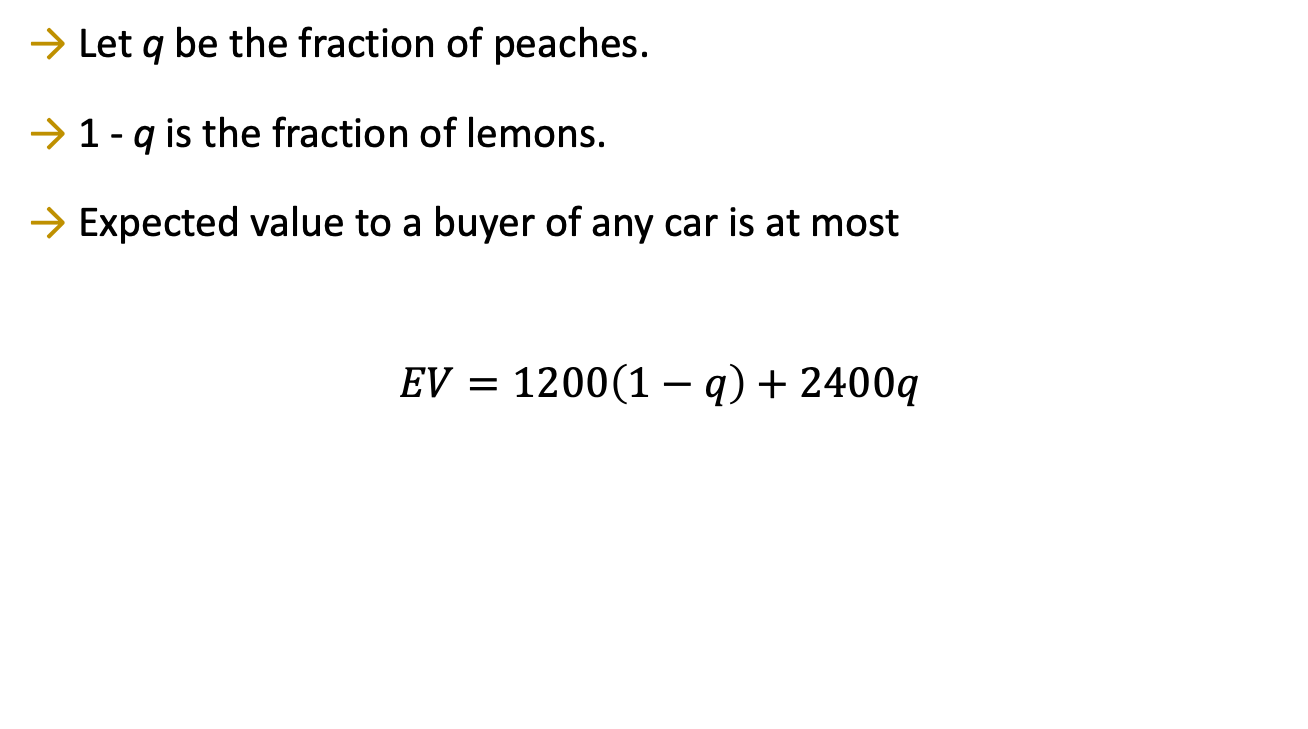 → Let q be the fraction of peaches.
→ 1 - q is the fraction of lemons.
→ Expected value to a buyer of any car is at most
𝐸𝑉 = 1200(1 − 𝑞) + 2400𝑞